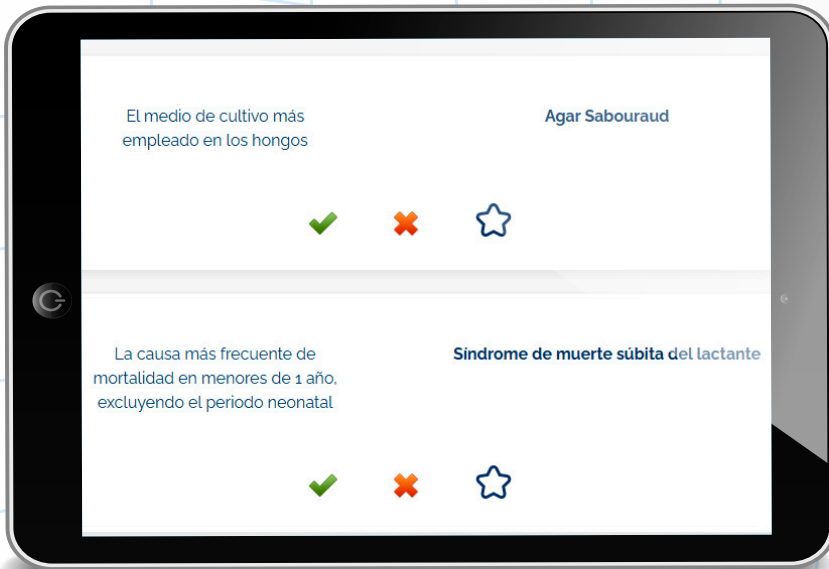 El medio de cultivo más
empleado en los hongos
Agar Sabouraud
La causa más frecuente de
mortalidad en menores de 1 año,
excluyendo el periodo neonatal
Síndrome de muerte súbita del lactante